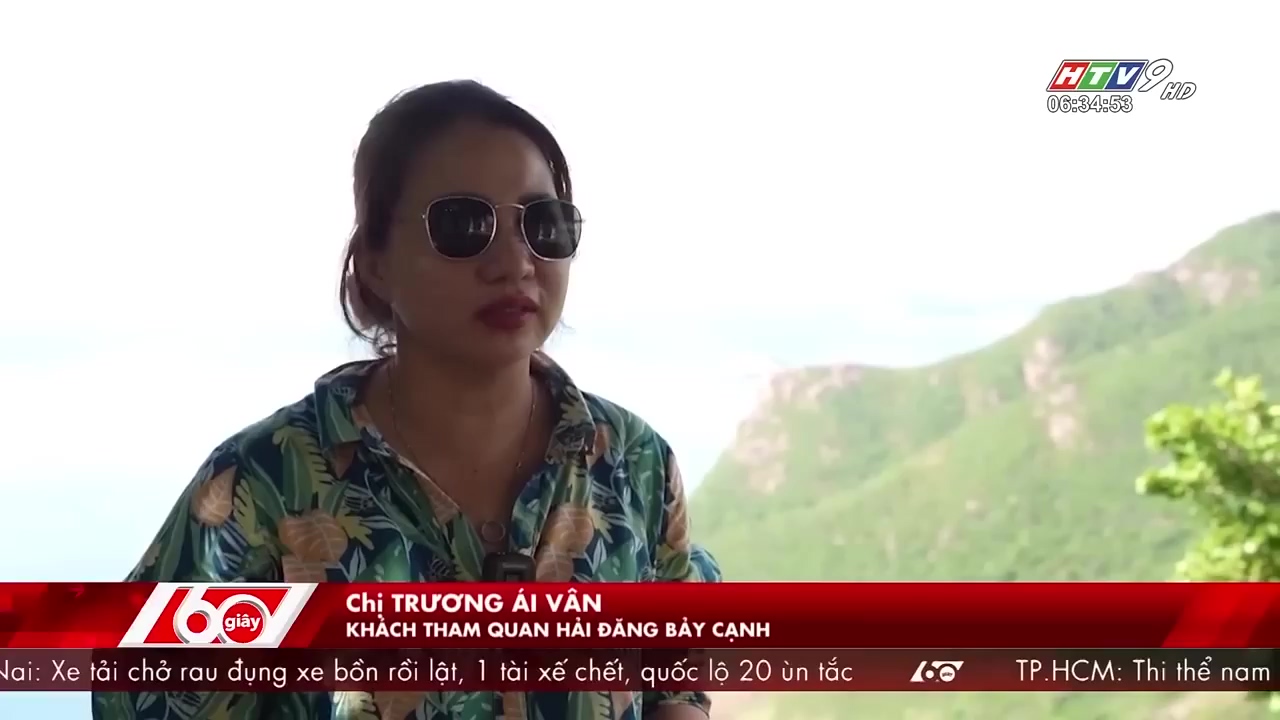 HTV9 HD
06:34:53
60 giây
Chị TRƯƠNG ÁI VÂN
KHÁCH THAM QUAN HẢI ĐĂNG BẢY CẠNH
Nai: Xe tải chở rau đụng xe bồn rồi lật, 1 tài xế chết, quốc lộ 20 ùn tắc 60 giây TP.HCM: Thi thể nam